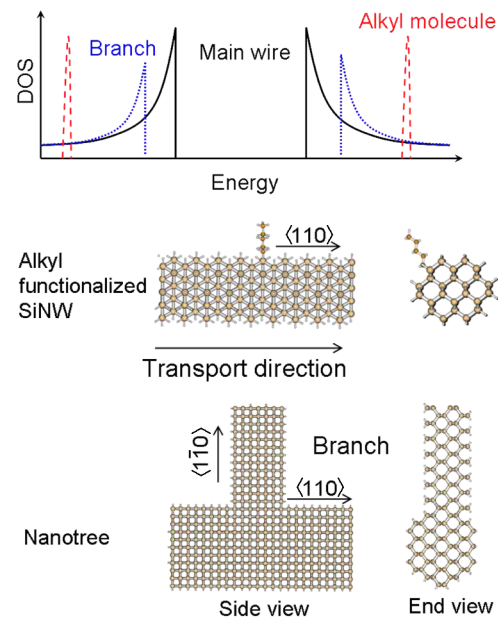 Alkyl molecule
Branch
Main wire
DOS
Energy
⟨110⟩
Alkyl
functionalized
SiNW
Transport direction
⟨11̄0⟩
Branch
⟨110⟩
Nanotree
Side view
End view